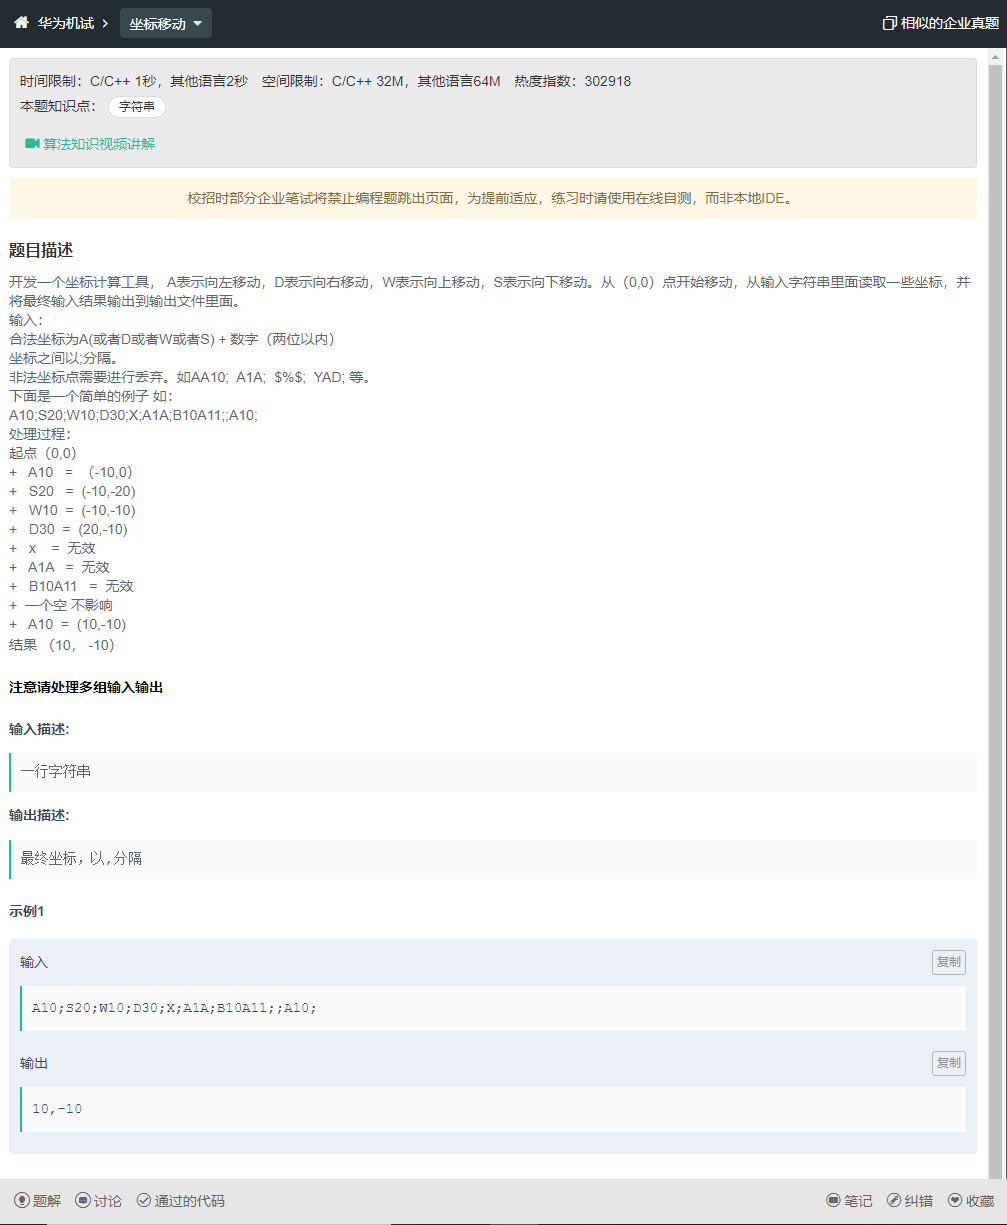 华为机试 > 坐标移动 相似的企业真题
时间限制：C/C++ 1秒，其他语言2秒 空间限制：C/C++ 32M，其他语言64M 热度指数：302918
本题知识点： 字符串
算法知识视频讲解
校招时部分企业笔试将禁止编程题跳出页面，为提前适应，练习时请使用在线自测，而非本地IDE。
题目描述
开发一个坐标计算工具， A表示向左移动，D表示向右移动，W表示向上移动，S表示向下移动。从（0,0）点开始移动，从输入字符串里面读取一些坐标，并
将最终输入结果输出到输出文件里面。
输入：
合法坐标为A(或者D或者W或者S) + 数字（两位以内）
坐标之间以;分隔。
非法坐标点需要进行丢弃。如AA10; A1A; $%$; YAD; 等。
下面是一个简单的例子 如：
A10;S20;W10;D30;X;A1A;B10A11;;A10;
处理过程：
起点（0,0）
+ A10 = （-10,0）
+ S20 = (-10,-20)
+ W10 = (-10,-10)
+ D30 = (20,-10)
+ x = 无效
+ A1A = 无效
+ B10A11 = 无效
+ 一个空 不影响
+ A10 = (10,-10)
结果 （10， -10）
注意请处理多组输入输出
输入描述:
一行字符串
输出描述:
最终坐标，以,分隔
示例1
输入 复制
A10;S20;W10;D30;X;A1A;B10A11;;A10;
输出 复制
10,-10
题解 讨论 通过的代码 笔记 纠错 收藏